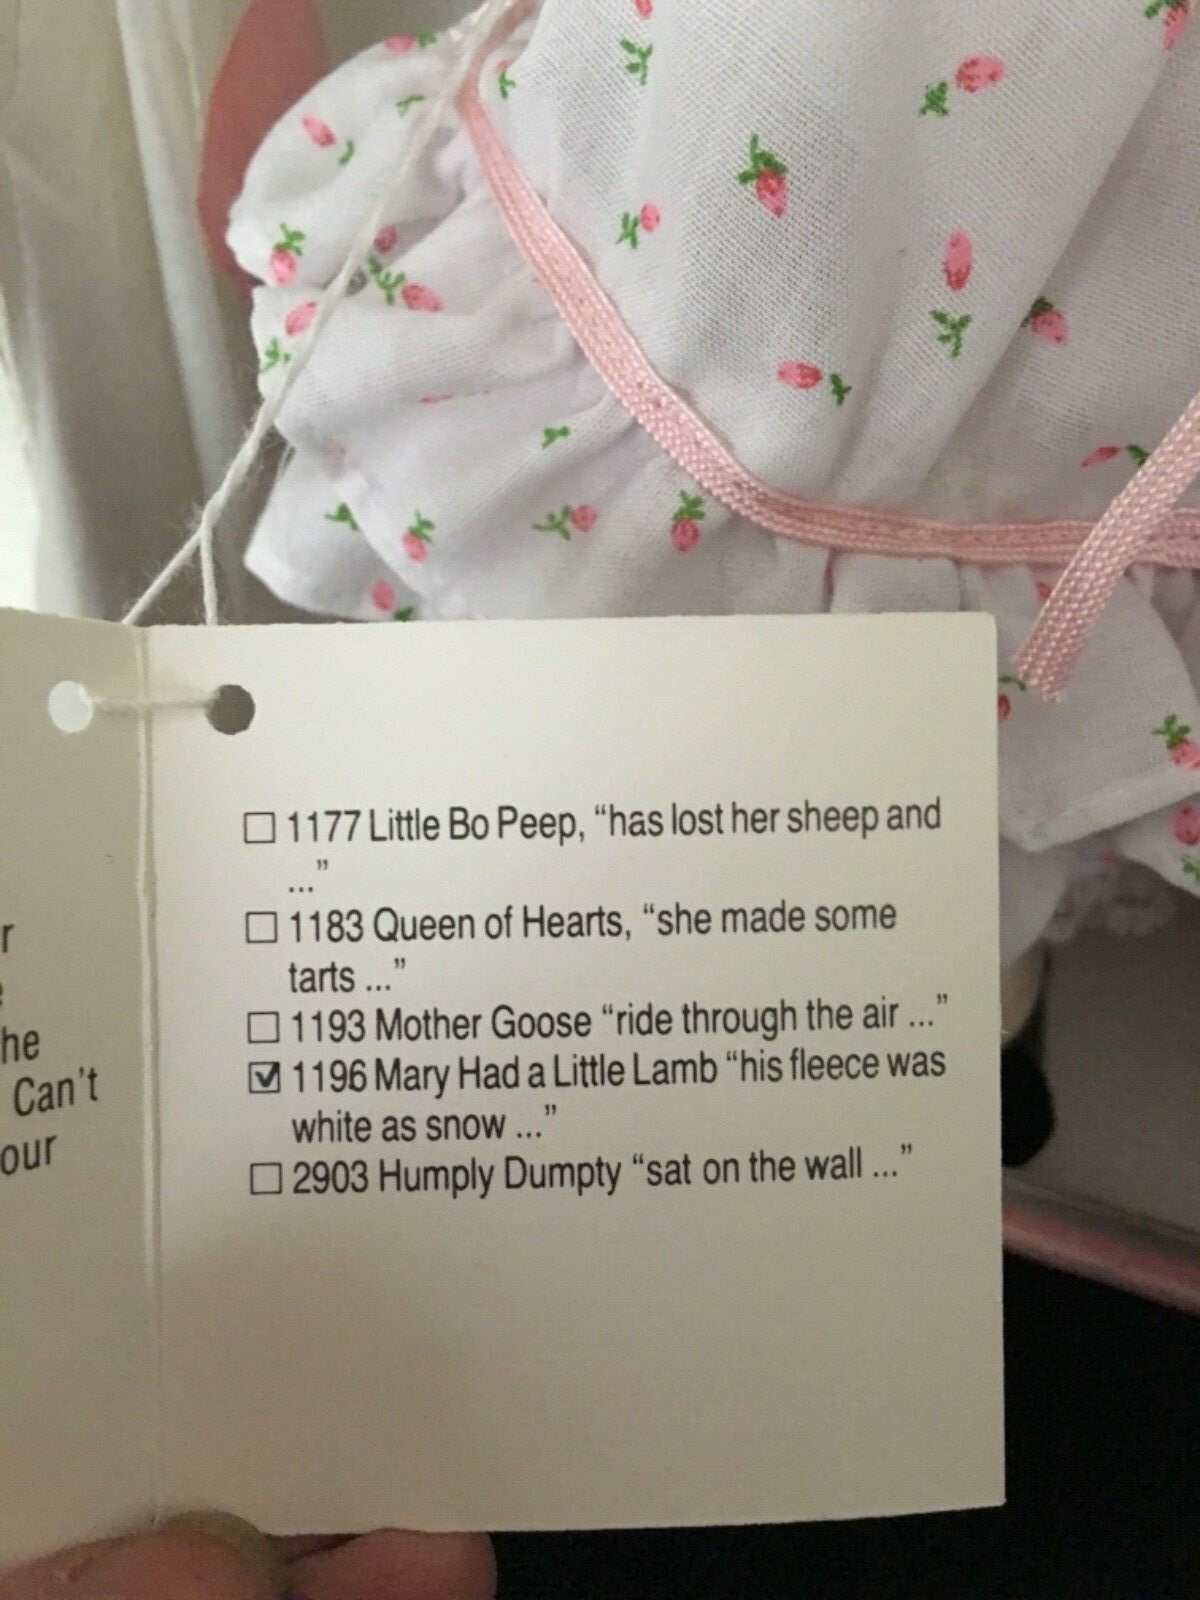 r
he
Can't
our
☐ 1177 Little Bo Peep, “has lost her sheep and
...”
☐ 1183 Queen of Hearts, “she made some
tarts ...”
☐ 1193 Mother Goose “ride through the air ...”
☑ 1196 Mary Had a Little Lamb “his fleece was
white as snow ...”
☐ 2903 Humply Dumpty “sat on the wall ...”